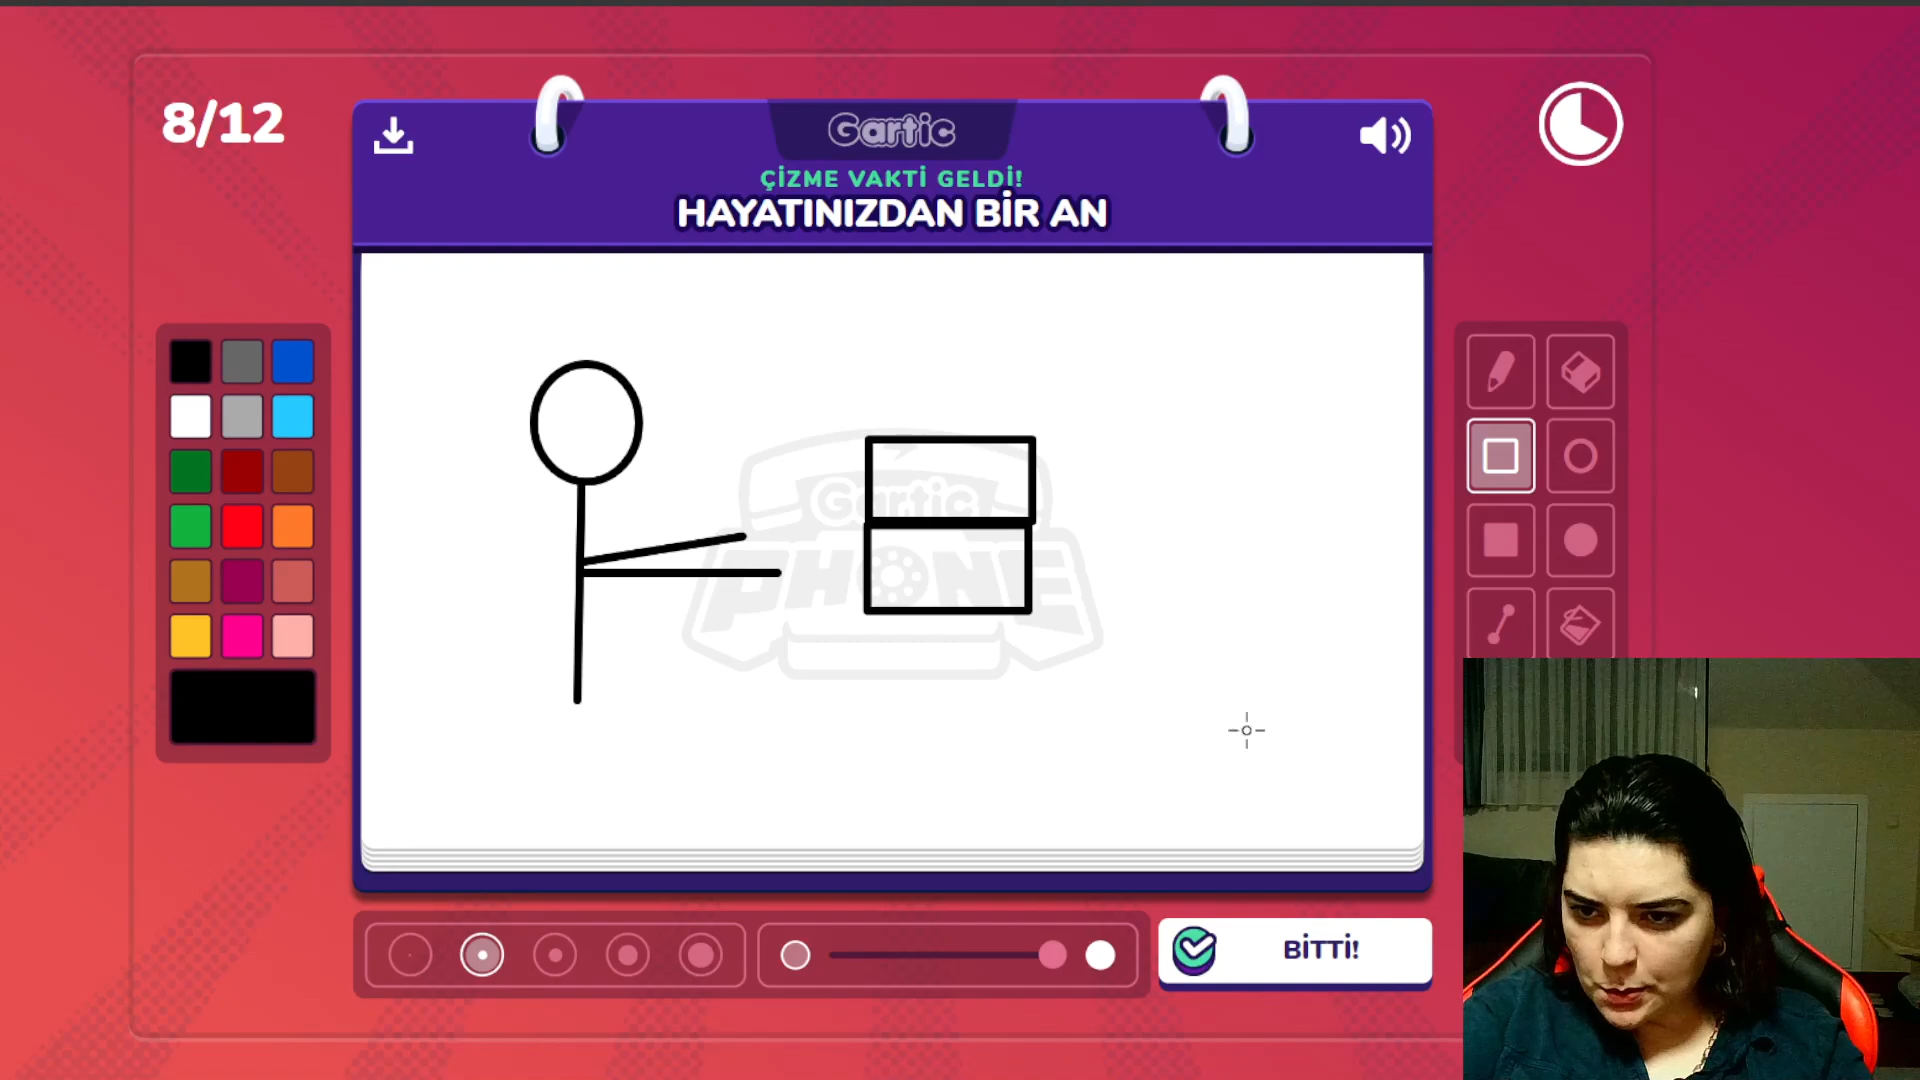 8/12
Gartic
ÇİZME VAKTİ GELDİ!
HAYATINIZDAN BİR AN
Gartic
PHONE
BİTTİ!